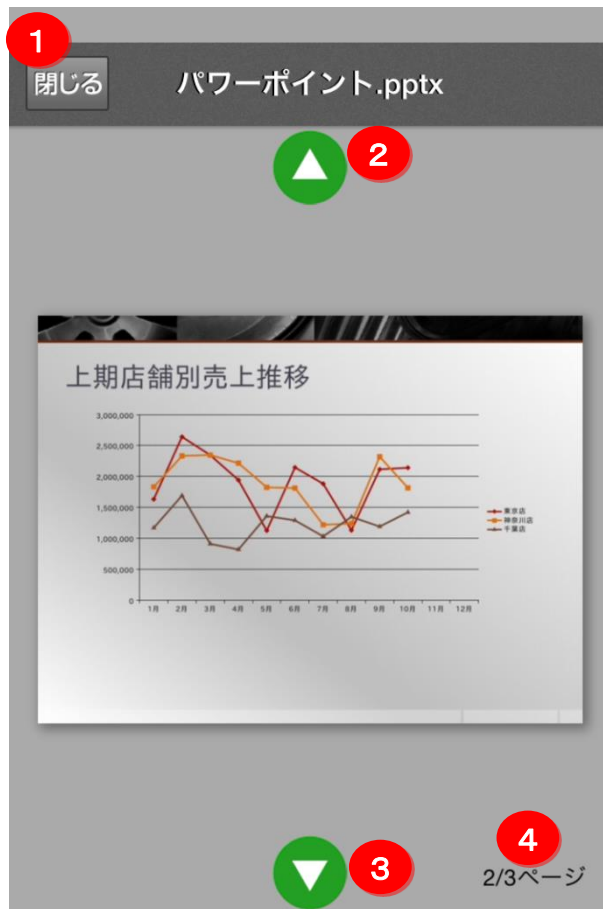 1
閉じる パワーポイント.pptx
2
上期店舗別売上推移
3,000,000
2,500,000
2,000,000
1,500,000
1,000,000
500,000
0
1月 2月 3月 4月 5月 6月 7月 8月 9月 10月 11月 12月
東京店
神奈川店
千葉店
4
3
2/3ページ